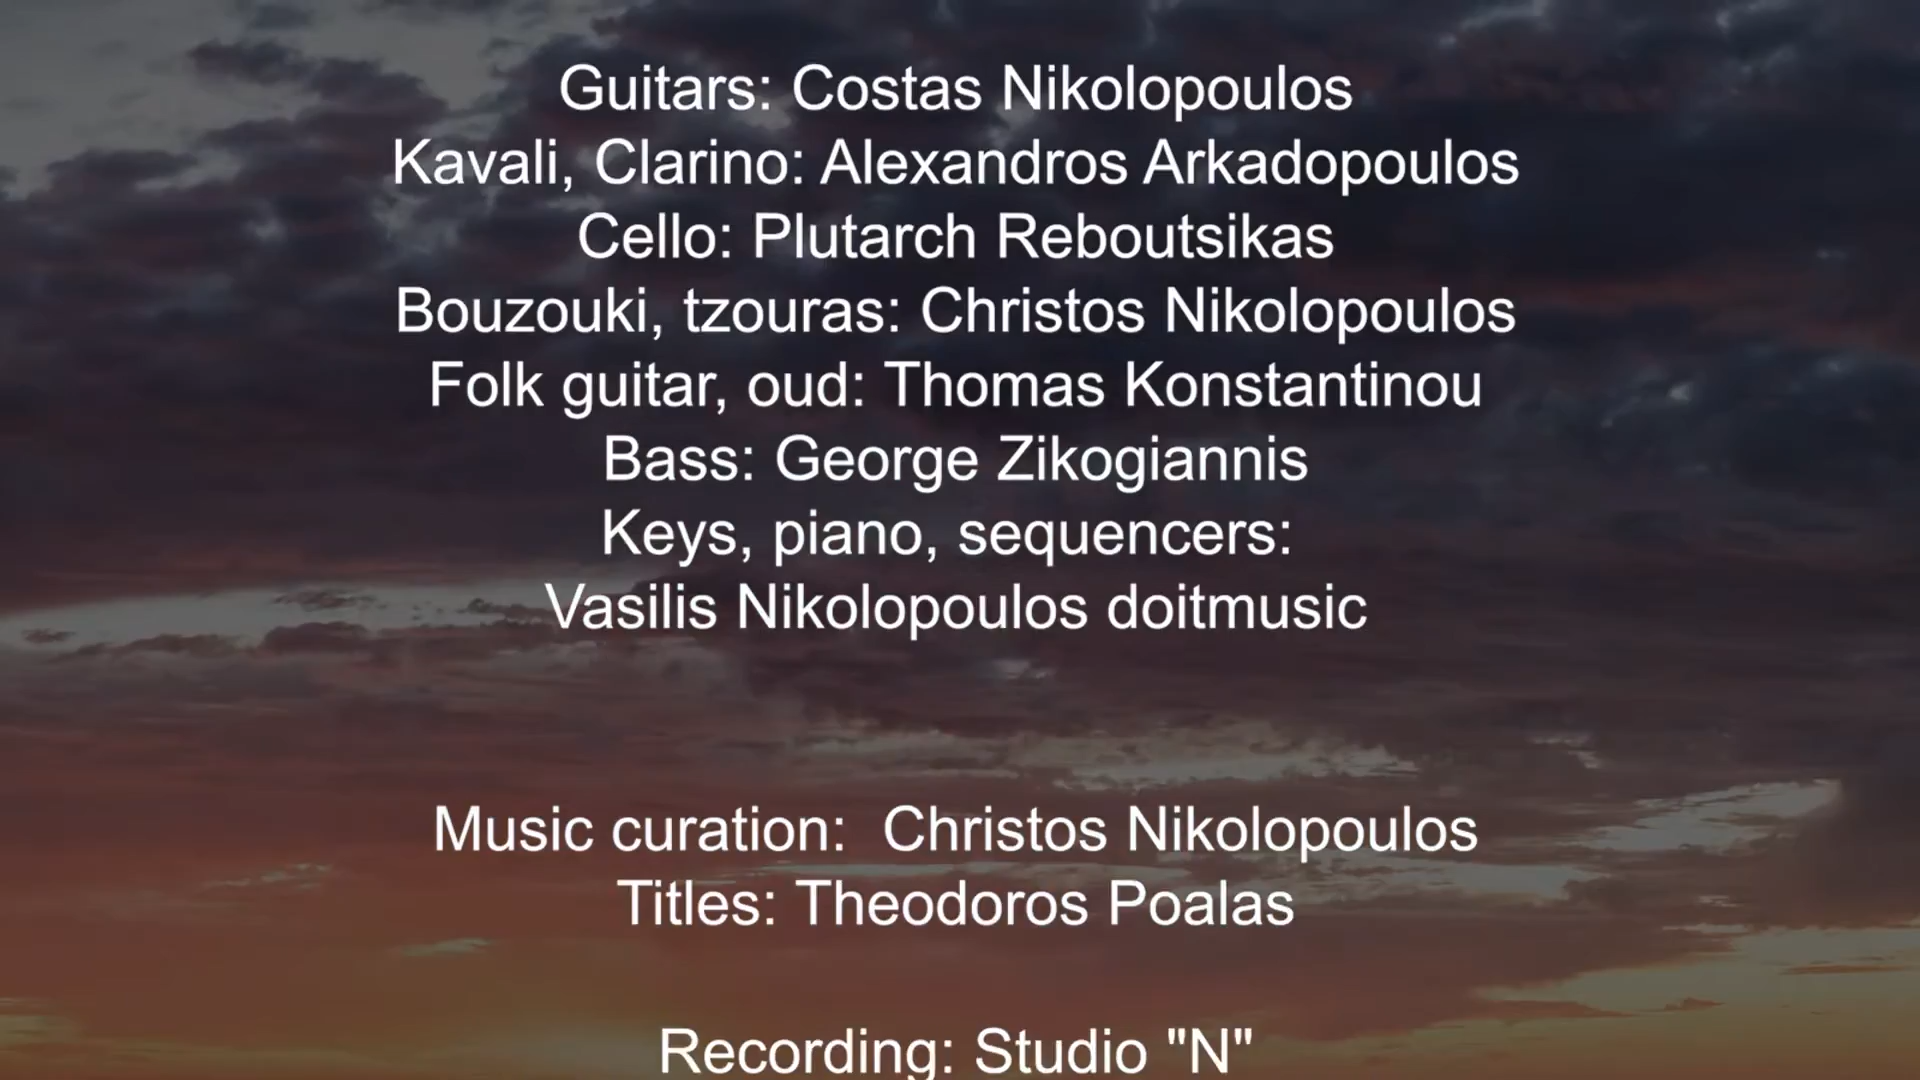 Guitars: Costas Nikolopoulos
Kavali, Clarino: Alexandros Arkadopoulos
Cello: Plutarch Reboutsikas
Bouzouki, tzouras: Christos Nikolopoulos
Folk guitar, oud: Thomas Konstantinou
Bass: George Zikogiannis
Keys, piano, sequencers:
Vasilis Nikolopoulos doitmusic
Music curation:  Christos Nikolopoulos
Titles: Theodoros Poalas
Recording: Studio "N"